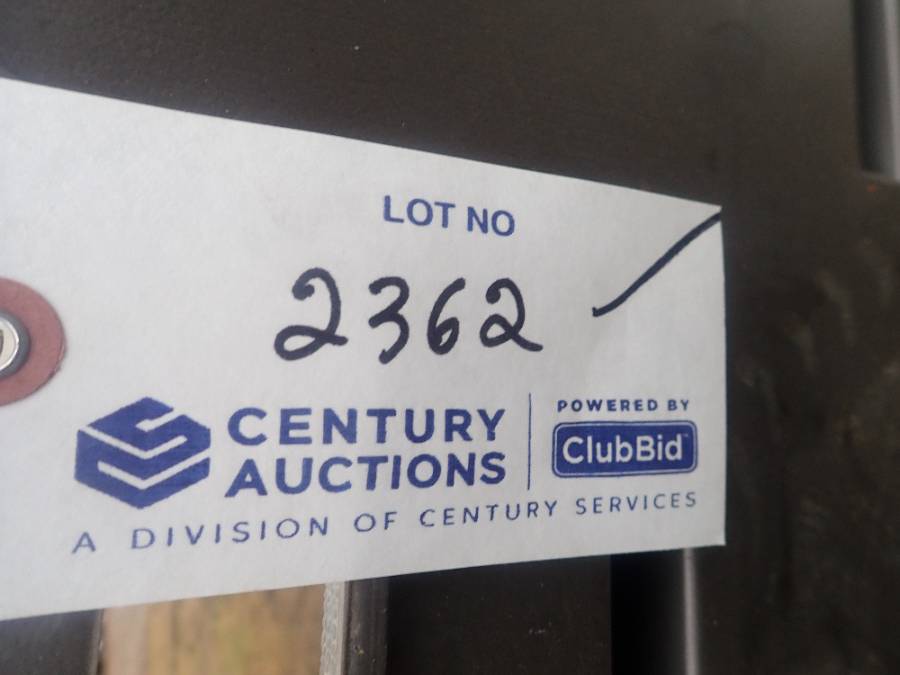 LOT NO
2362
CENTURY
AUCTIONS
POWERED BY
ClubBid
A DIVISION OF CENTURY SERVICES